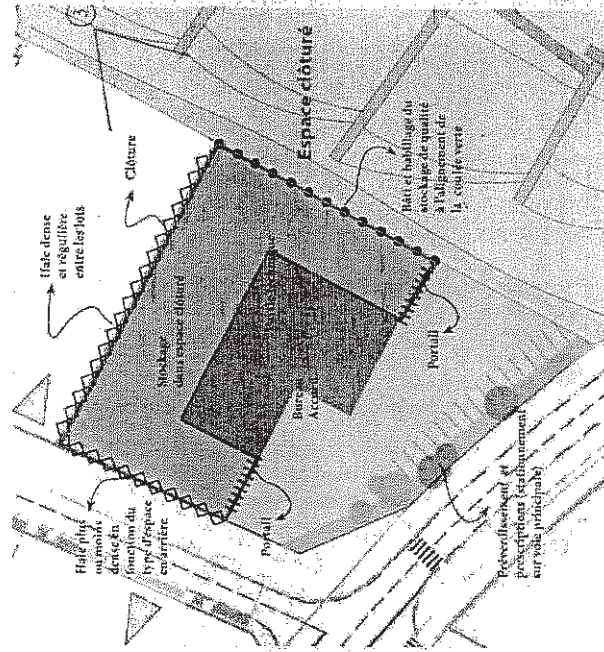 Haie dense
et régulière
entre les lots
Clôture
Espace clôturé
Bâti et habillage du
stockage de qualité
à l'alignement de
la coulée verte
Stockage
dans espace clôturé
Bureau
Accueil
Portail
Portail
Haie plus
ou moins
dense en
fonction du
type d'espace
en arrière
Préverdissement et
prescriptions (stationnement
sur voie principale)